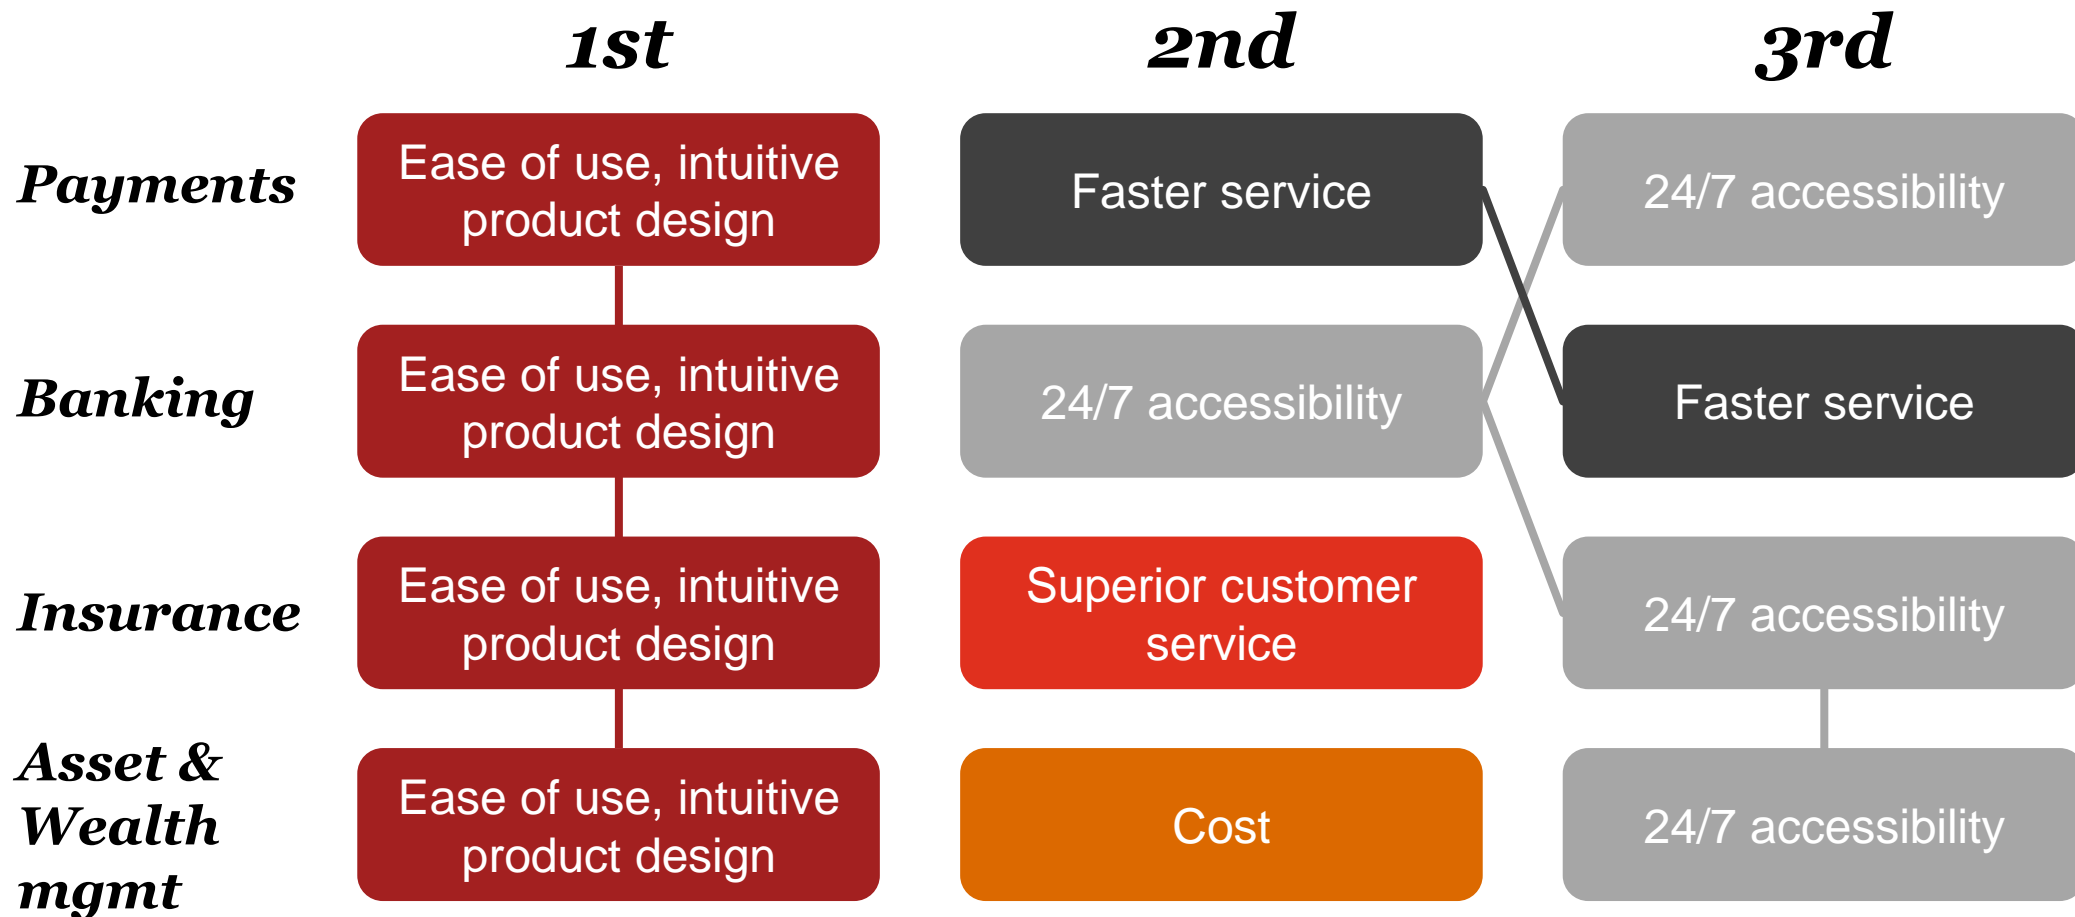 1st
2nd
3rd
Payments
Ease of use, intuitive
product design
Faster service
24/7 accessibility
Banking
Ease of use, intuitive
product design
24/7 accessibility
Faster service
Insurance
Ease of use, intuitive
product design
Superior customer
service
24/7 accessibility
Asset &
Wealth
mgmt
Ease of use, intuitive
product design
Cost
24/7 accessibility